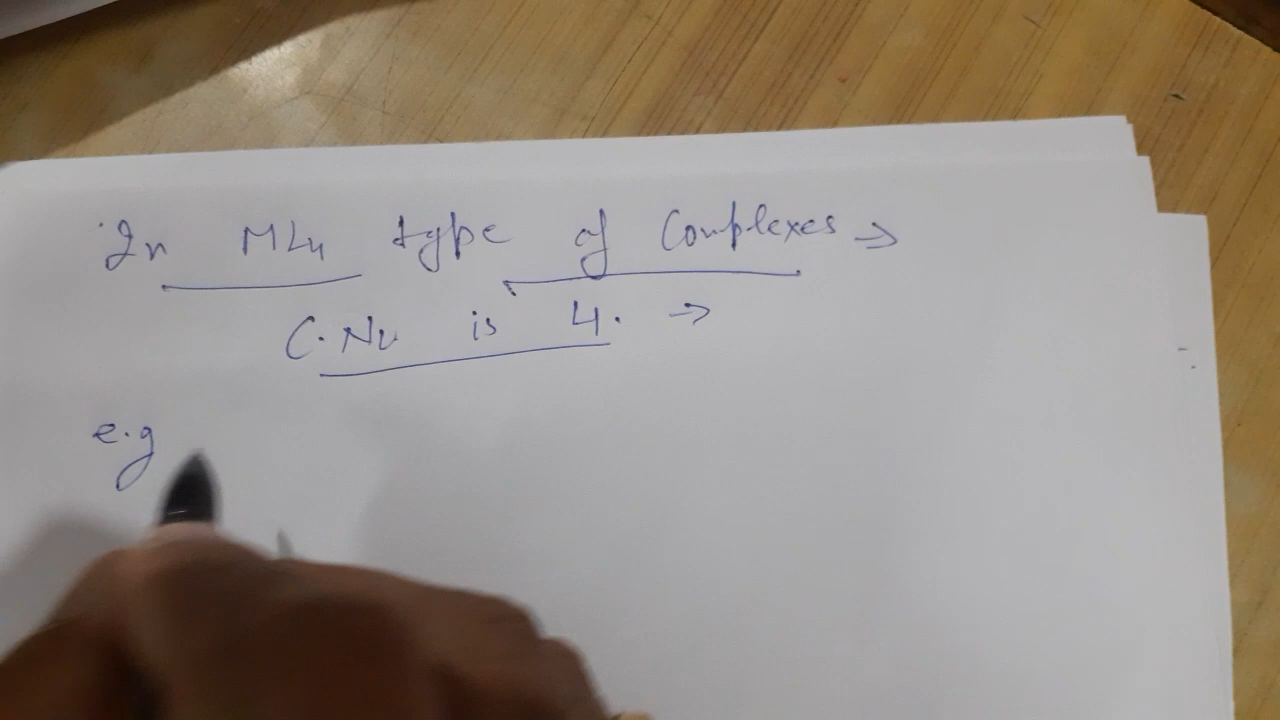 In ML4 type of Complexes →
C.No is 4. →
e.g